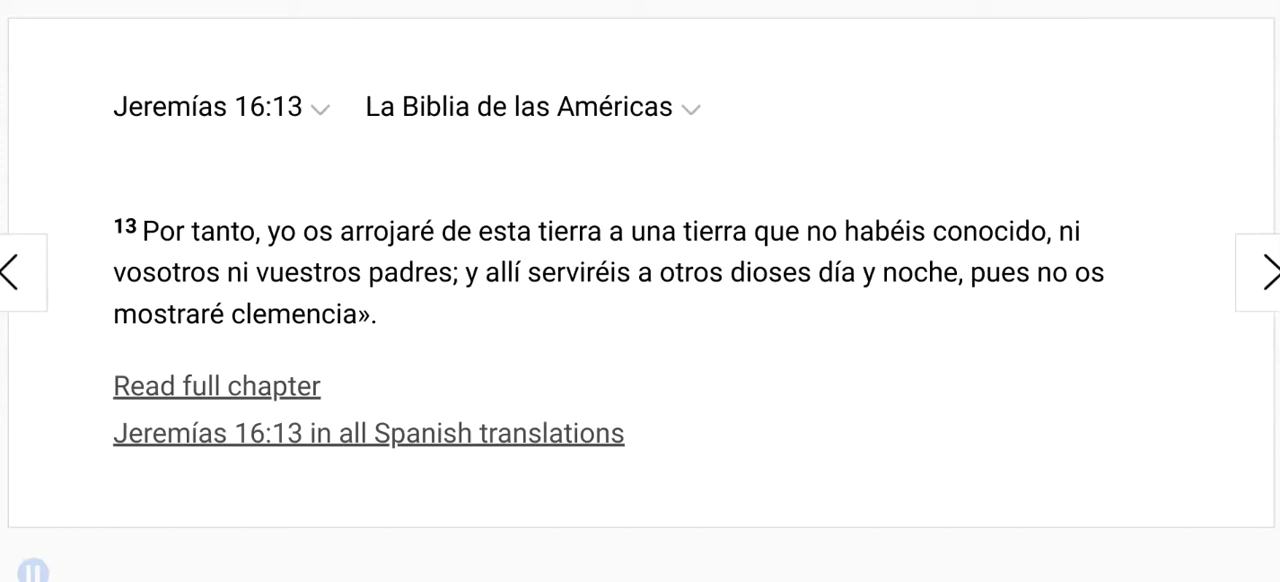 Jeremías 16:13 La Biblia de las Américas
13 Por tanto, yo os arrojaré de esta tierra a una tierra que no habéis conocido, ni
vosotros ni vuestros padres; y allí serviréis a otros dioses día y noche, pues no os
mostraré clemencia».
Read full chapter
Jeremías 16:13 in all Spanish translations